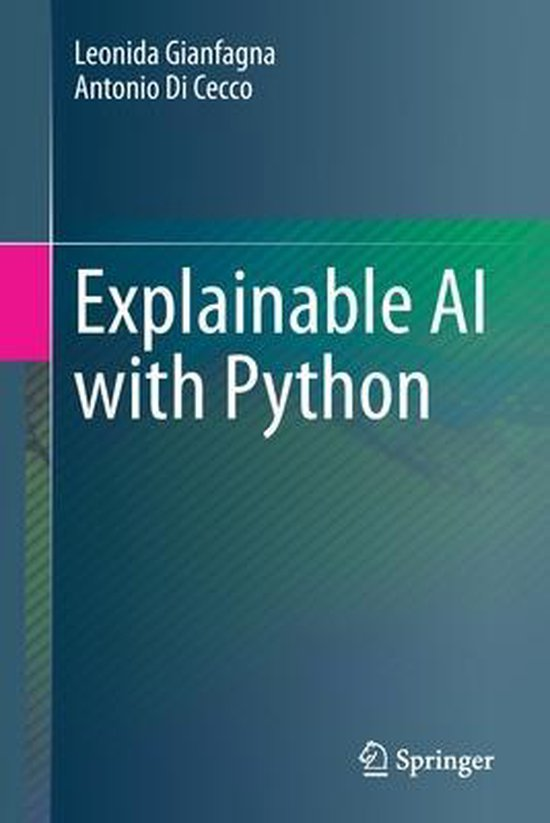 Leonida Gianfagna
Antonio Di Cecco
Explainable AI
with Python
Springer